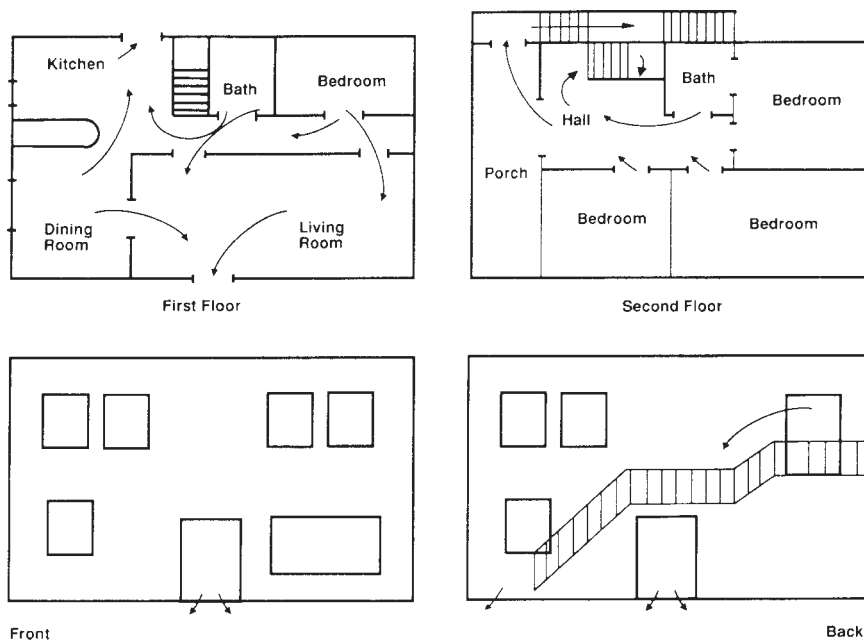 Kitchen
Bath
Bedroom
Dining
Room
Living
Room
First Floor
Bath
Bedroom
Hall
Porch
Bedroom
Bedroom
Second Floor
Front
Back